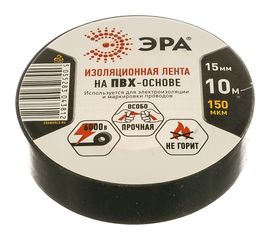 ЭРА
ИЗОЛЯЦИОННАЯ ЛЕНТА
НА ПВХ-ОСНОВЕ
Используется для электроизоляции
и маркировки проводов
15мм
10м
150
МКМ
6000В
ОСОБО
ПРОЧНАЯ
НЕ ГОРИТ
5055283043812